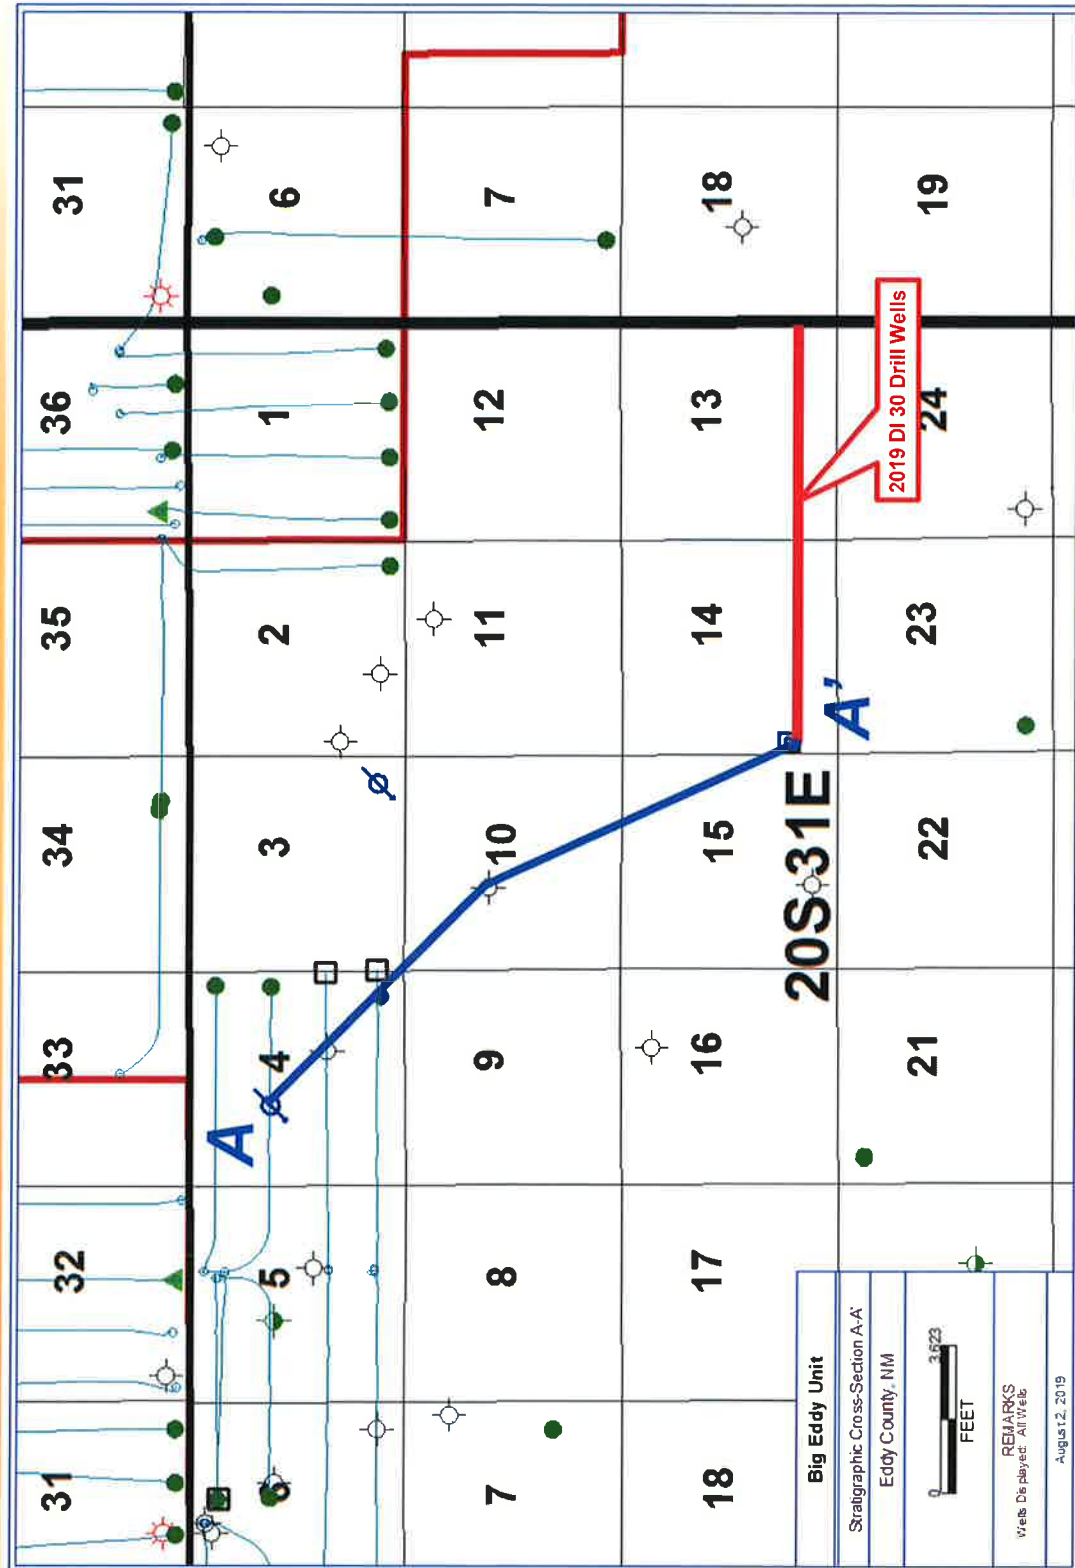 31 32 33 34 35 36 31
A
6 5 4 3 2 1 6
7 8 9 10 11 12 7
18 17 16 15 14 13 18
20S-31E
A'
2019 DI 30 Drill Wells
21 22 23 24 19
Big Eddy Unit
Stratigraphic Cross-Section A-A'
Eddy County, NM
0 3,623
FEET
REMARKS
Wells Displayed: All Wells
August 2, 2019